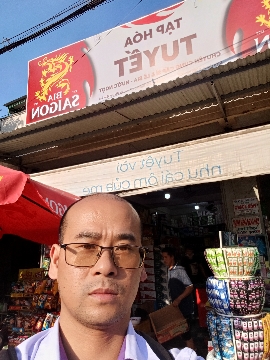 BIA
SAIGON
TẠP HÓA
TUYẾT
Tuyệt vời
như cái ôm của mẹ